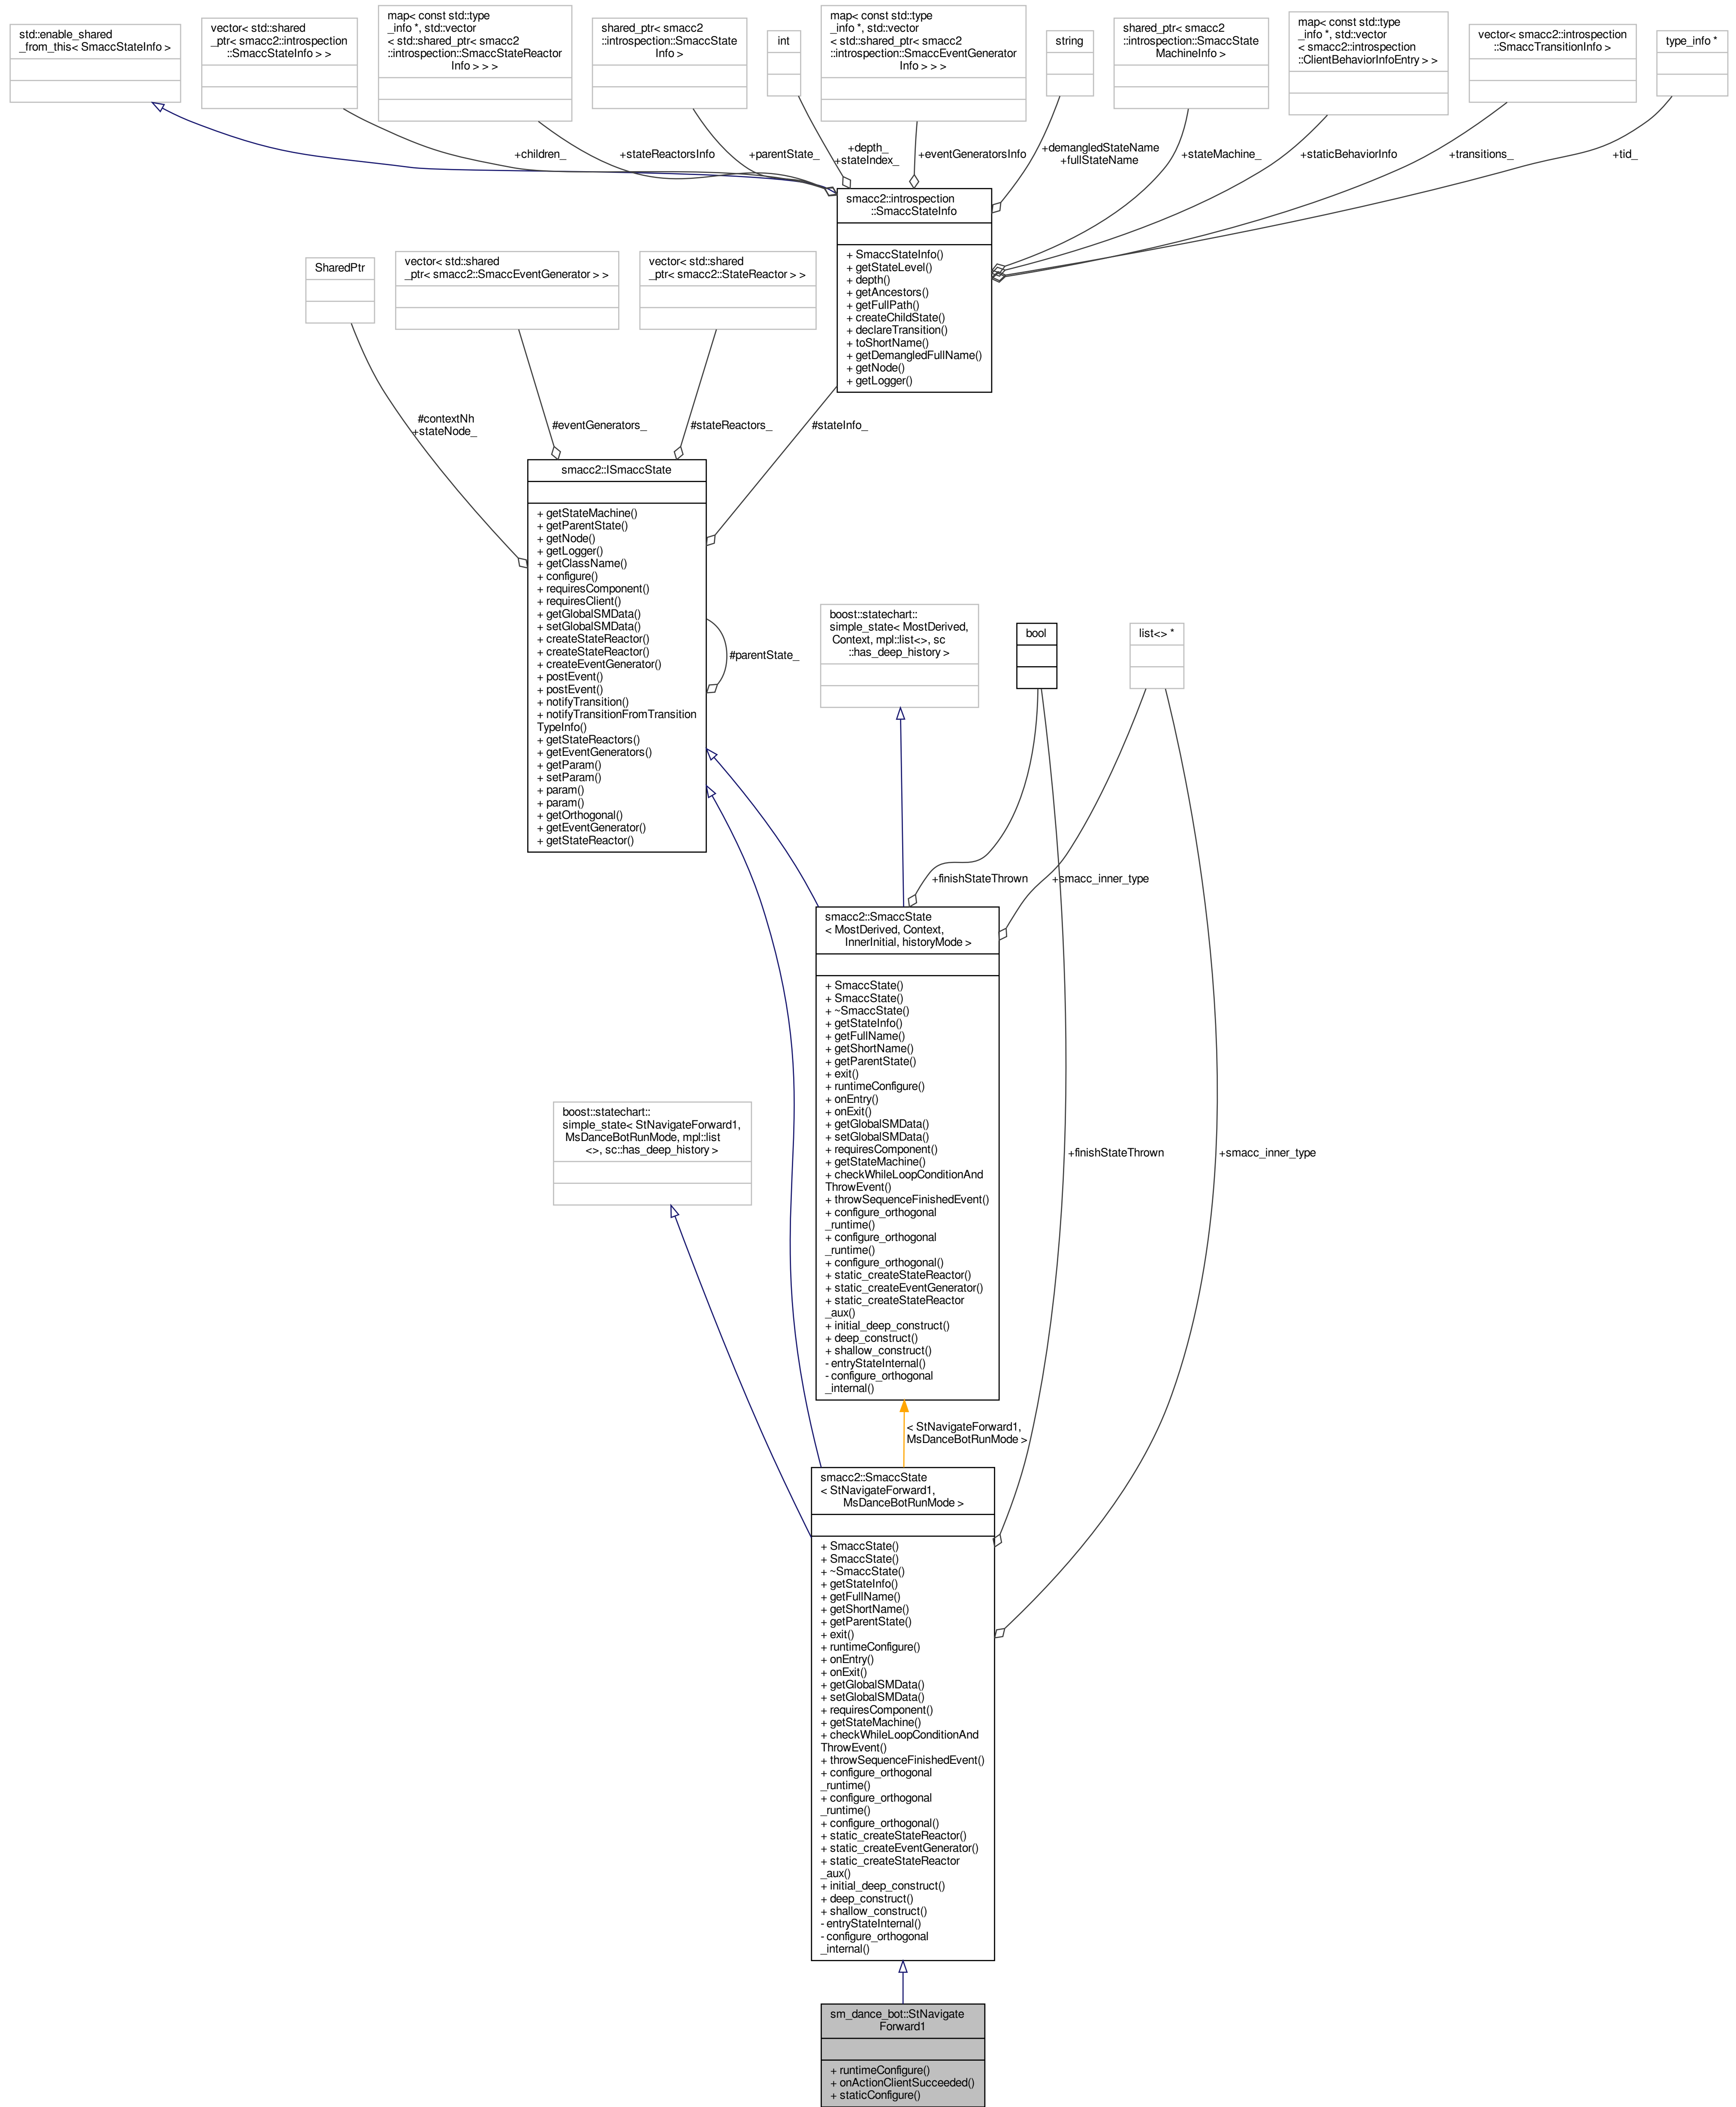 std::enable_shared
_from_this< SmaccStateInfo >
vector< std::shared
_ptr< smacc2::introspection
::SmaccStateInfo > >
map< const std::type
_info *, std::vector
< std::shared_ptr< smacc2
::introspection::SmaccStateReactor
Info > > >
shared_ptr< smacc2
::introspection::SmaccState
Info >
int
map< const std::type
_info *, std::vector
< std::shared_ptr< smacc2
::introspection::SmaccEventGenerator
Info > > >
string
shared_ptr< smacc2
::introspection::SmaccState
MachineInfo >
map< const std::type
_info *, std::vector
< smacc2::introspection
::ClientBehaviorInfoEntry > >
vector< smacc2::introspection
::SmaccTransitionInfo >
type_info *
+children_
+stateReactorsInfo
+parentState_
+depth_
+stateIndex_
+eventGeneratorsInfo
+demangledStateName
+fullStateName
+stateMachine_
+staticBehaviorInfo
+transitions_
+tid_
smacc2::introspection
::SmaccStateInfo
+ SmaccStateInfo()
+ getStateLevel()
+ depth()
+ getAncestors()
+ getFullPath()
+ createChildState()
+ declareTransition()
+ toShortName()
+ getDemangledFullName()
+ getNode()
+ getLogger()
SharedPtr
vector< std::shared
_ptr< smacc2::SmaccEventGenerator > >
vector< std::shared
_ptr< smacc2::StateReactor > >
#contextNh
+stateNode_
#eventGenerators_
#stateReactors_
#stateInfo_
smacc2::ISmaccState
+ getStateMachine()
+ getParentState()
+ getNode()
+ getLogger()
+ getClassName()
+ configure()
+ requiresComponent()
+ requiresClient()
+ getGlobalSMData()
+ setGlobalSMData()
+ createStateReactor()
+ createStateReactor()
+ createEventGenerator()
+ postEvent()
+ postEvent()
+ notifyTransition()
+ notifyTransitionFromTransition
TypeInfo()
+ getStateReactors()
+ getEventGenerators()
+ getParam()
+ setParam()
+ param()
+ param()
+ getOrthogonal()
+ getEventGenerator()
+ getStateReactor()
#parentState_
boost::statechart::
simple_state< MostDerived,
Context, mpl::list<>, sc
::has_deep_history >
bool
list<> *
+finishStateThrown
+smacc_inner_type
smacc2::SmaccState
< MostDerived, Context,
InnerInitial, historyMode >
+ SmaccState()
+ SmaccState()
+ ~SmaccState()
+ getStateInfo()
+ getFullName()
+ getShortName()
+ getParentState()
+ exit()
+ runtimeConfigure()
+ onEntry()
+ onExit()
+ getGlobalSMData()
+ setGlobalSMData()
+ requiresComponent()
+ getStateMachine()
+ checkWhileLoopConditionAnd
ThrowEvent()
+ throwSequenceFinishedEvent()
+ configure_orthogonal
_runtime()
+ configure_orthogonal
_runtime()
+ configure_orthogonal()
+ static_createStateReactor()
+ static_createEventGenerator()
+ static_createStateReactor
_aux()
+ initial_deep_construct()
+ deep_construct()
+ shallow_construct()
- entryStateInternal()
- configure_orthogonal
_internal()
boost::statechart::
simple_state< StNavigateForward1,
MsDanceBotRunMode, mpl::list
<>, sc::has_deep_history >
+finishStateThrown
+smacc_inner_type
< StNavigateForward1,
MsDanceBotRunMode >
smacc2::SmaccState
< StNavigateForward1,
MsDanceBotRunMode >
+ SmaccState()
+ SmaccState()
+ ~SmaccState()
+ getStateInfo()
+ getFullName()
+ getShortName()
+ getParentState()
+ exit()
+ runtimeConfigure()
+ onEntry()
+ onExit()
+ getGlobalSMData()
+ setGlobalSMData()
+ requiresComponent()
+ getStateMachine()
+ checkWhileLoopConditionAnd
ThrowEvent()
+ throwSequenceFinishedEvent()
+ configure_orthogonal
_runtime()
+ configure_orthogonal
_runtime()
+ configure_orthogonal()
+ static_createStateReactor()
+ static_createEventGenerator()
+ static_createStateReactor
_aux()
+ initial_deep_construct()
+ deep_construct()
+ shallow_construct()
- entryStateInternal()
- configure_orthogonal
_internal()
sm_dance_bot::StNavigate
Forward1
+ runtimeConfigure()
+ onActionClientSucceeded()
+ staticConfigure()